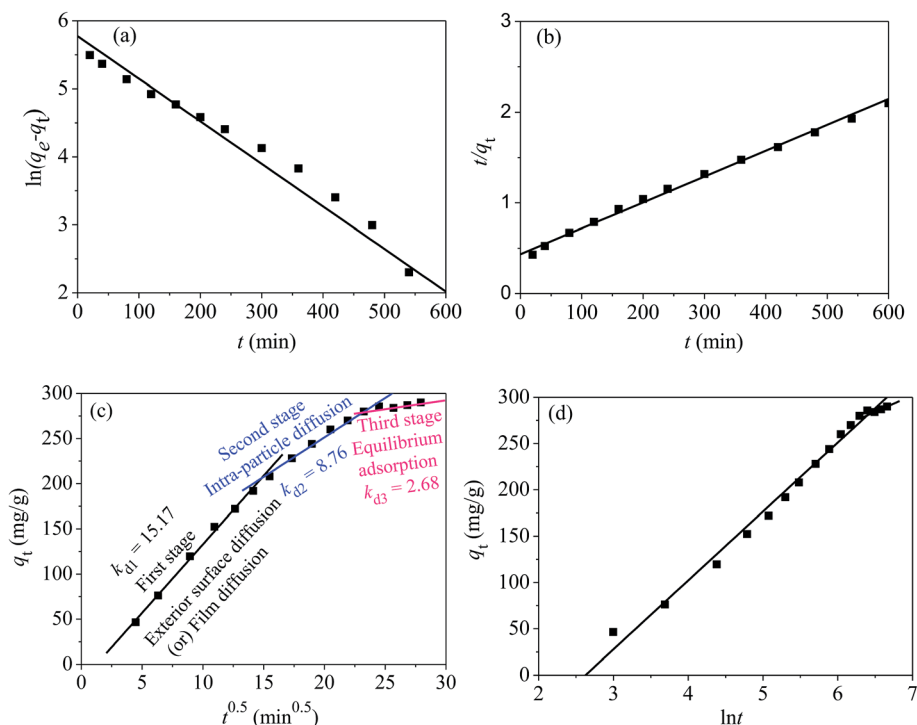 (a)
6
5
4
3
2
ln(qe-qt)
0 100 200 300 400 500 600
t (min)
(b)
3
2
1
0
t/qt
0 100 200 300 400 500 600
t (min)
(c)
300
250
200
150
100
50
0
qt (mg/g)
Second stage
Intra-particle diffusion
kd2 = 8.76
Third stage
Equilibrium
adsorption
kd3 = 2.68
kd1 = 15.17
First stage
Exterior surface diffusion
(or) Film diffusion
0 5 10 15 20 25 30
t0.5 (min0.5)
(d)
300
250
200
150
100
50
0
qt (mg/g)
2 3 4 5 6 7
lnt